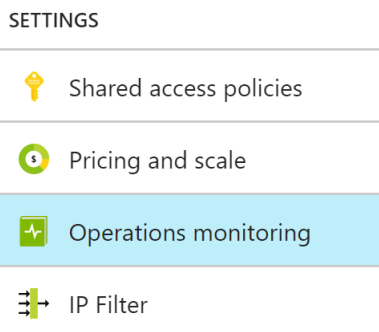 SETTINGS
Shared access policies
$
Pricing and scale
Operations monitoring
IP Filter